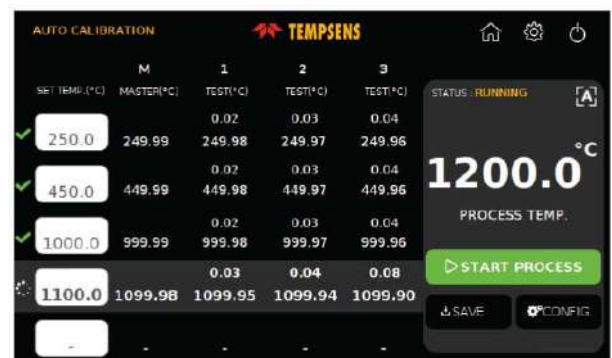 AUTO CALIBRATION
TEMPSENS
M 1 2 3
SET TEMP.(°C) MASTER(°C) TEST(°C) TEST(°C) TEST(°C)
0.02 0.03 0.04
250.0 249.99 249.98 249.97 249.96
0.02 0.03 0.04
450.0 449.99 449.98 449.97 449.96
0.02 0.03 0.04
1000.0 999.99 999.98 999.97 999.96
0.03 0.04 0.08
1100.0 1099.98 1099.95 1099.94 1099.90
- - - - -
STATUS : RUNNING
[A]
1200.0 °C
PROCESS TEMP.
START PROCESS
SAVE
CONFIG